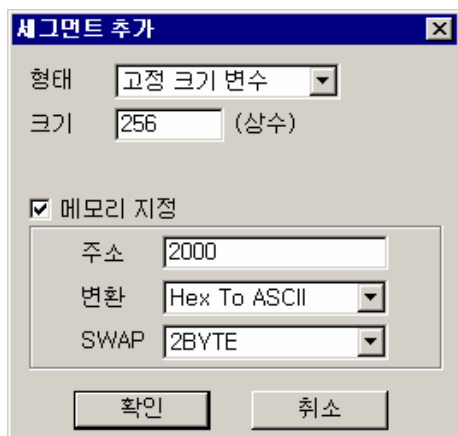 세그먼트 추가
형태 고정 크기 변수
크기 256 (상수)
메모리 지정
주소 2000
변환 Hex To ASCII
SWAP 2BYTE
확인 취소